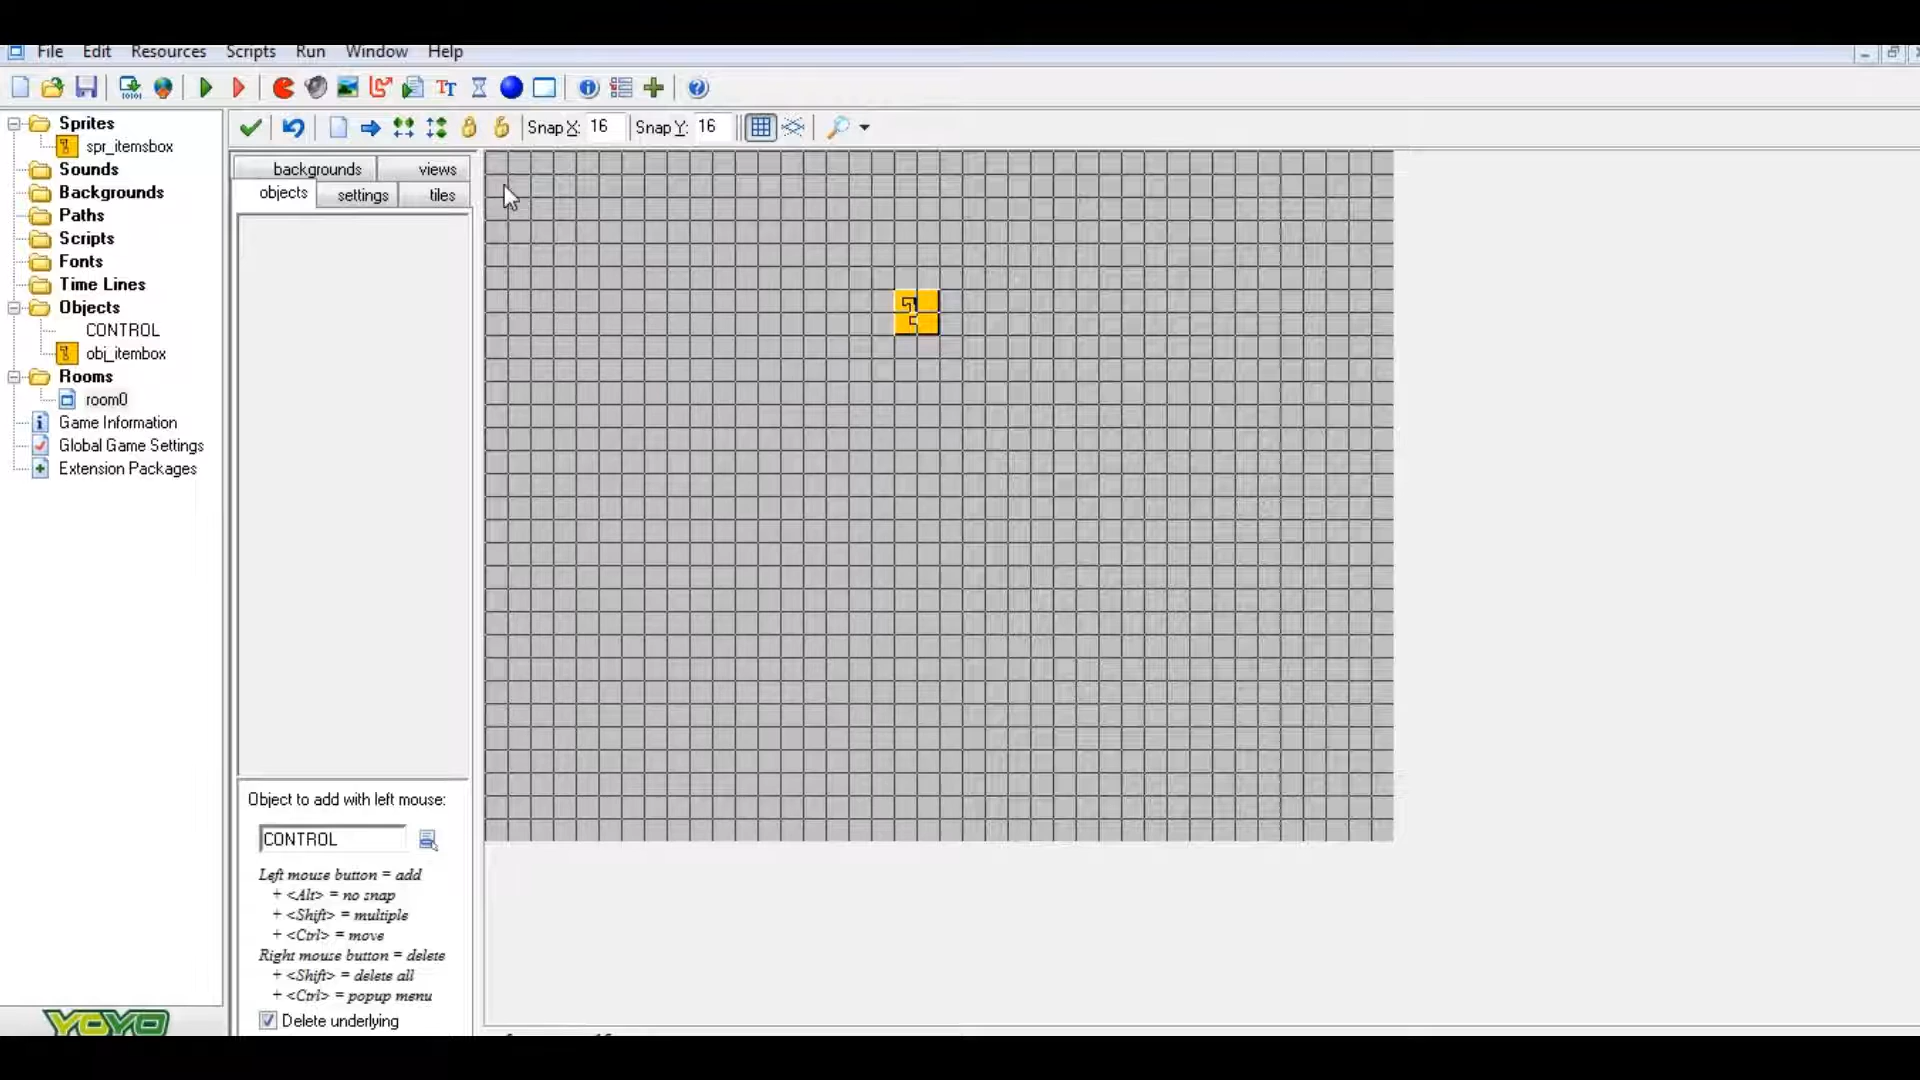 File Edit Resources Scripts Run Window Help
Snap X: 16 Snap Y: 16
Sprites
spr_itemsbox
Sounds
Backgrounds
Paths
Scripts
Fonts
Time Lines
Objects
CONTROL
obj_itembox
Rooms
room0
Game Information
Global Game Settings
Extension Packages
YOYO
backgrounds views
objects settings tiles
Object to add with left mouse:
CONTROL
Left mouse button = add
+ <Alt> = no snap
+ <Shift> = multiple
+ <Ctrl> = move
Right mouse button = delete
+ <Shift> = delete all
+ <Ctrl> = popup menu
Delete underlying